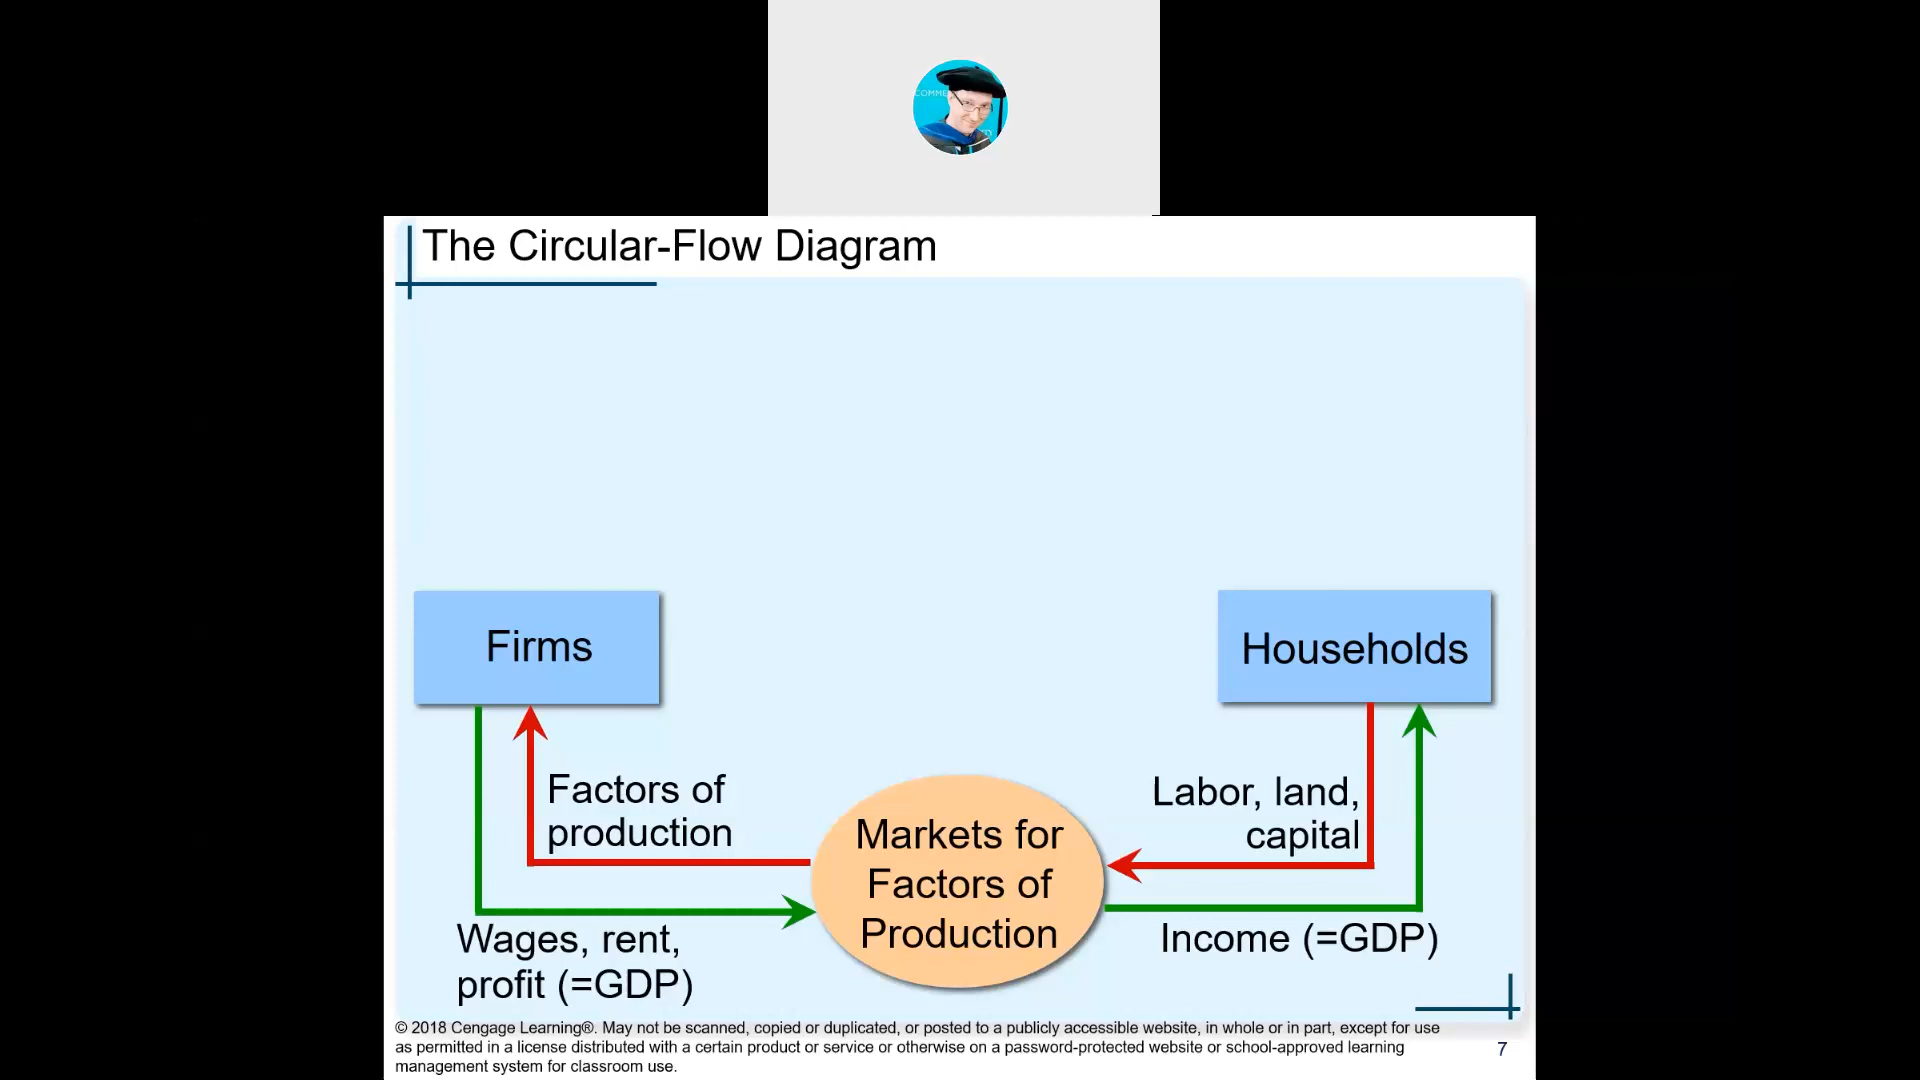 COMME
The Circular-Flow Diagram
Firms
Households
Factors of
production
Labor, land,
capital
Markets for
Factors of
Production
Wages, rent,
profit (=GDP)
Income (=GDP)
© 2018 Cengage Learning®. May not be scanned, copied or duplicated, or posted to a publicly accessible website, in whole or in part, except for use
as permitted in a license distributed with a certain product or service or otherwise on a password-protected website or school-approved learning
management system for classroom use.
7